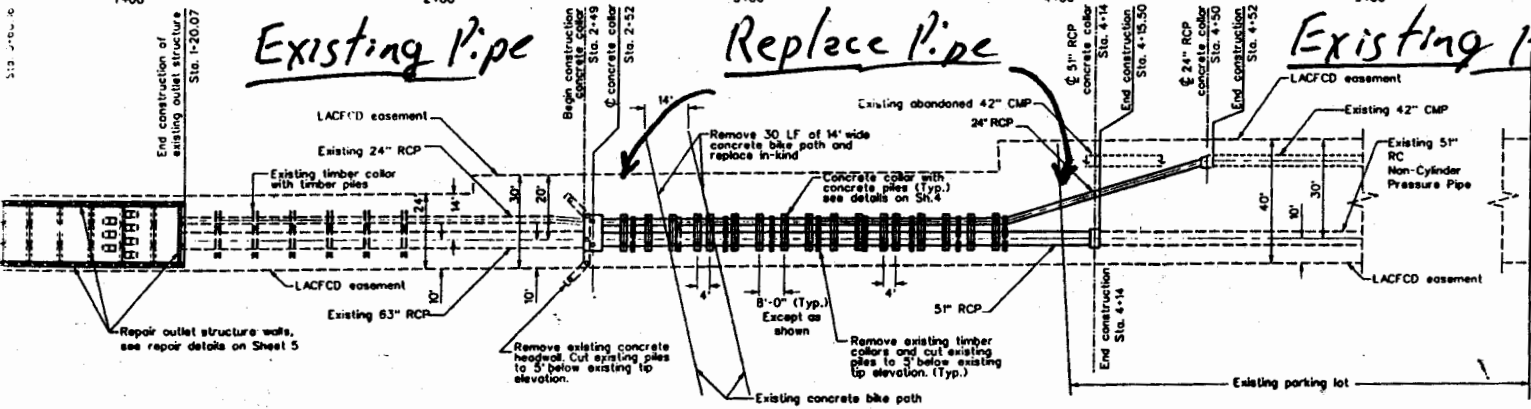 1+00
2+00
End construction of
existing outlet structure
Sta. 1+20.07
Existing Pipe
Begin construction
concrete collar
Sta. 2+49
℄ concrete collar
Sta. 2+52
Replace Pipe
℄ 51" RCP
concrete collar
Sta. 4+14
End construction
Sta. 4+15.50
℄ 24" RCP
concrete collar
Sta. 4+50
End construction
Sta. 4+52
Existing
LACFCD easement
Existing 24" RCP
Existing timber collar
with timber piles
24'
14'
30'
20'
14'
Remove 30 LF of 14' wide
concrete bike path and
replace in-kind
Existing abandoned 42" CMP
24" RCP
Concrete collar with
concrete piles (Typ.)
see details on Sh.4
LACFCD easement
Existing 42" CMP
Existing 51"
RC
Non-Cylinder
Pressure Pipe
40'
30'
10'
LACFCD easement
Existing 63" RCP
10'
10'
Repair outlet structure walls,
see repair details on Sheet 5
Remove existing concrete
headwall. Cut existing piles
to 5' below existing tip
elevation.
4'
8'-0" (Typ.)
Except as
shown
4'
Remove existing timber
collars and cut existing
piles to 5' below existing
tip elevation. (Typ.)
Existing concrete bike path
51" RCP
End construction
Sta. 4+14
LACFCD easement
Existing parking lot